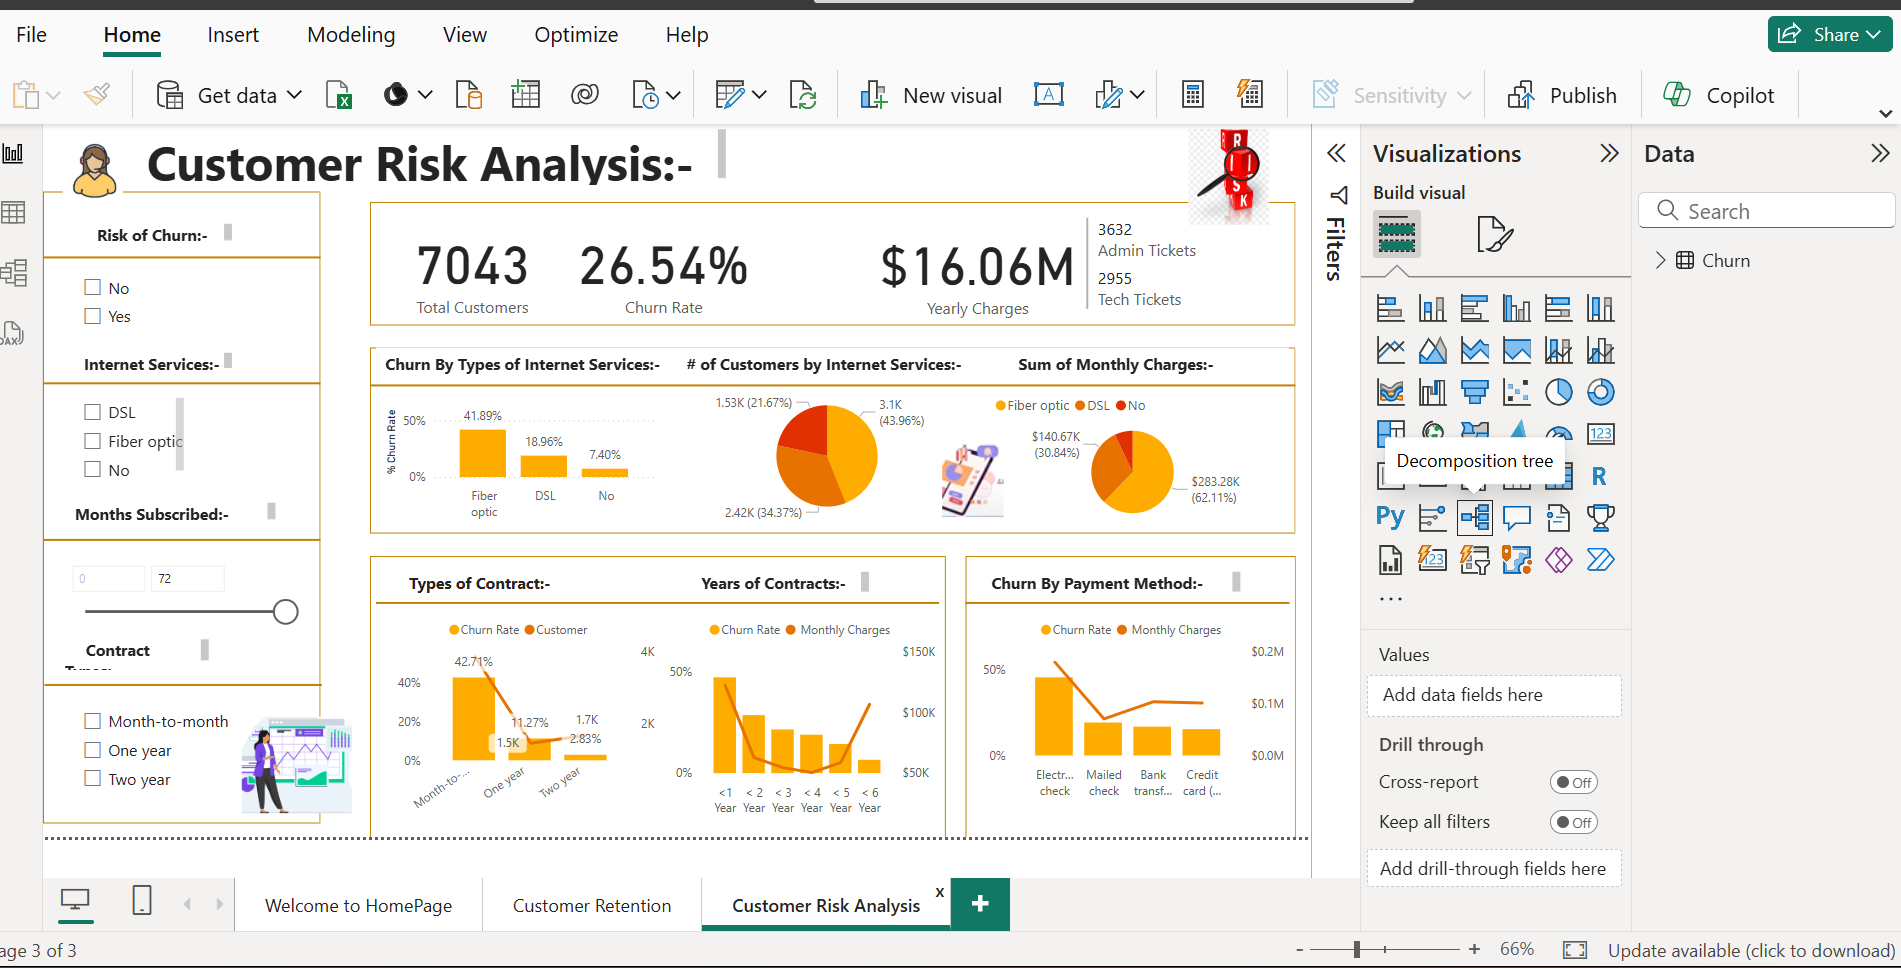 File Home Insert Modeling View Optimize Help
Share
Get data
New visual
Sensitivity
Publish
Copilot
Customer Risk Analysis:-
RISK
Risk of Churn:-
No
Yes
Internet Services:-
DSL
Fiber optic
No
Months Subscribed:-
0 72
Contract
Month-to-month
One year
Two year
7043
Total Customers
26.54%
Churn Rate
$16.06M
Yearly Charges
3632
Admin Tickets
2955
Tech Tickets
Churn By Types of Internet Services:-
% Churn Rate
50%
0%
41.89%
18.96%
7.40%
Fiber
optic
DSL
No
# of Customers by Internet Services:-
1.53K (21.67%)
3.1K
(43.96%)
2.42K (34.37%)
Sum of Monthly Charges:-
Fiber optic DSL No
$140.67K
(30.84%)
$283.28K
(62.11%)
Types of Contract:-
Churn Rate Customer
42.71%
40%
20%
0%
11.27%
1.5K
1.7K
2.83%
4K
2K
Month-to-...
One year
Two year
Years of Contracts:-
Churn Rate Monthly Charges
50%
0%
$150K
$100K
$50K
<1 < 2 < 3 < 4 < 5 < 6
Year Year Year Year Year Year
Churn By Payment Method:-
Churn Rate Monthly Charges
50%
0%
$0.2M
$0.1M
$0.0M
Electr... Mailed Bank Credit
check check transf... card (...
Filters
Visualizations
Build visual
123
Decomposition tree
R
Py
123
...
Values
Add data fields here
Drill through
Cross-report
Off
Keep all filters
Off
Add drill-through fields here
Data
Search
Churn
Welcome to HomePage
Customer Retention
Customer Risk Analysis
x
+
age 3 of 3
- + 66%
Update available (click to download)